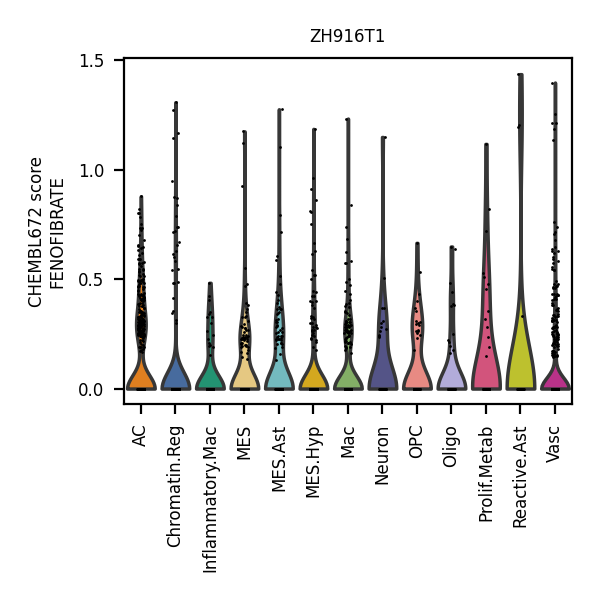 ZH916T1
CHEMBL672 score
FENOFIBRATE
1.5
1.0
0.5
0.0
AC
Chromatin.Reg
Inflammatory.Mac
MES
MES.Ast
MES.Hyp
Mac
Neuron
OPC
Oligo
Prolif.Metab
Reactive.Ast
Vasc